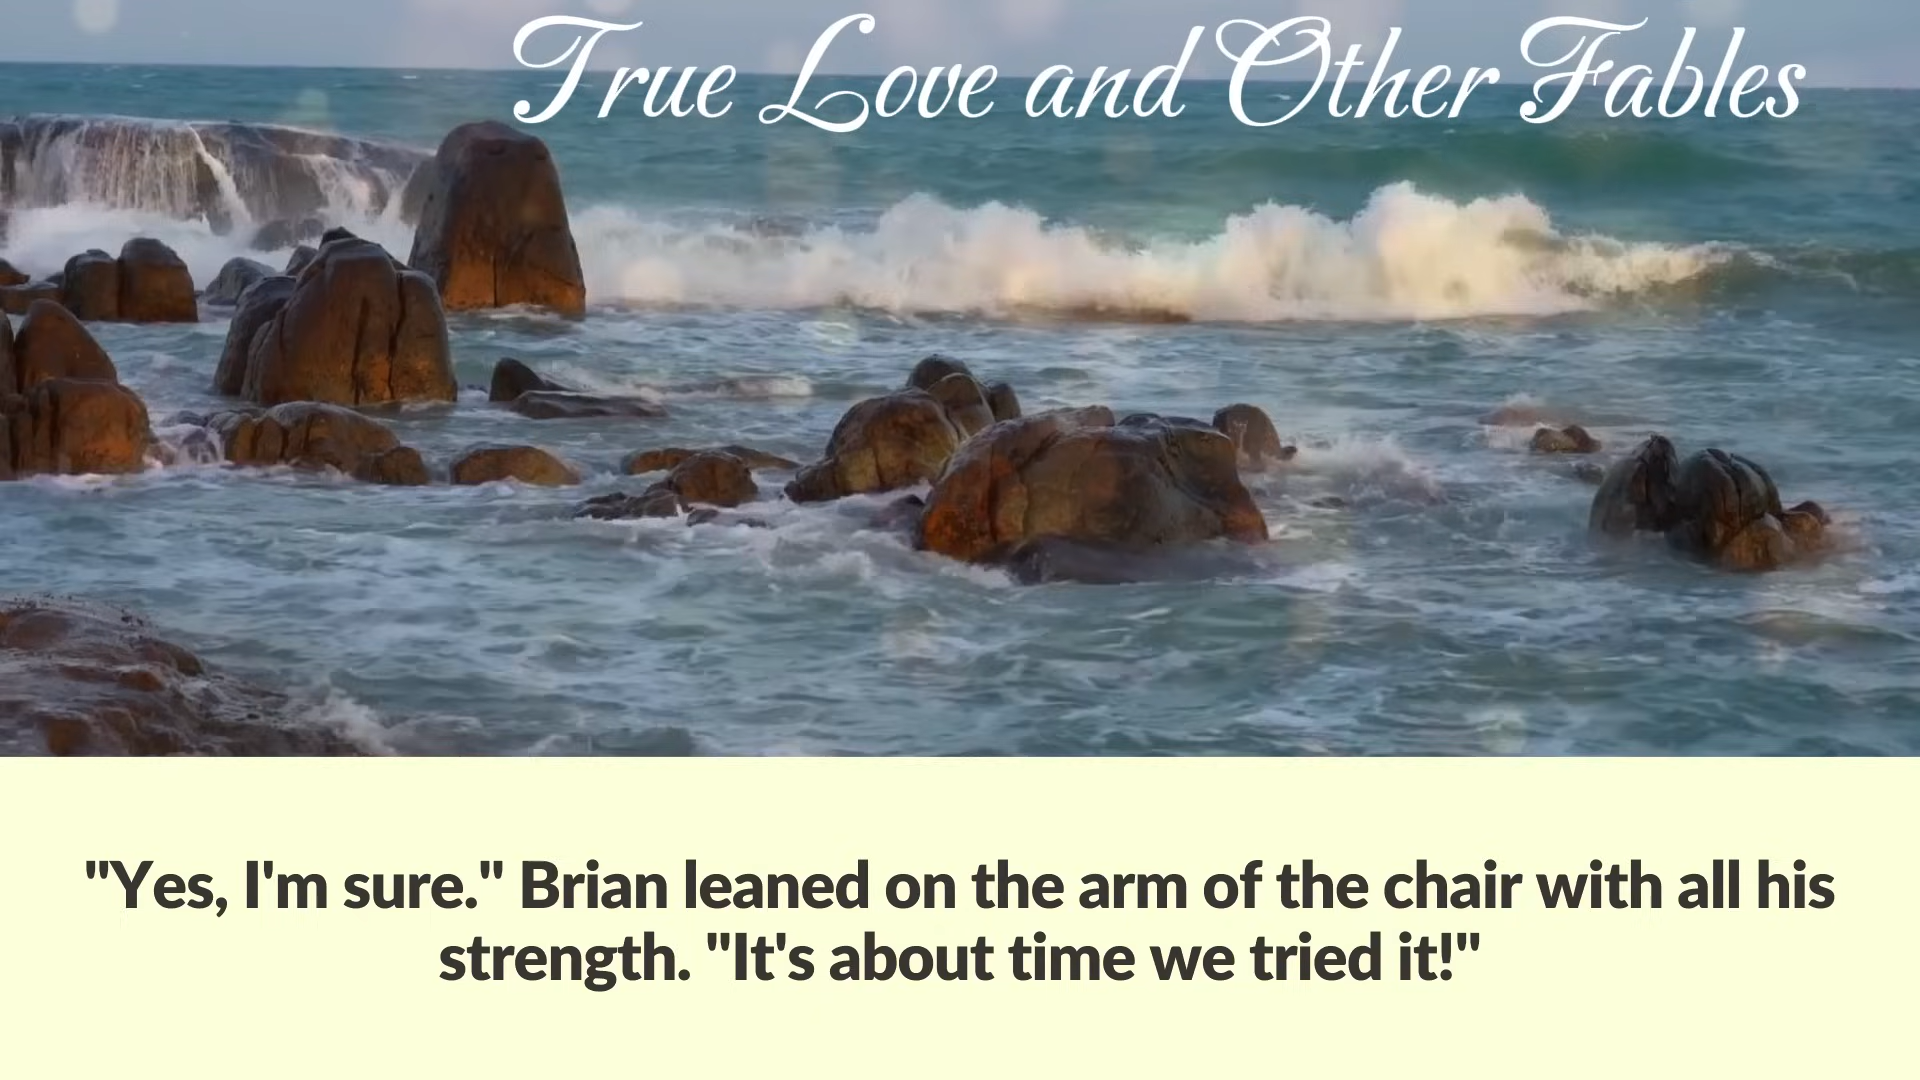 True Love and Other Fables
"Yes, I'm sure." Brian leaned on the arm of the chair with all his
strength. "It's about time we tried it!"